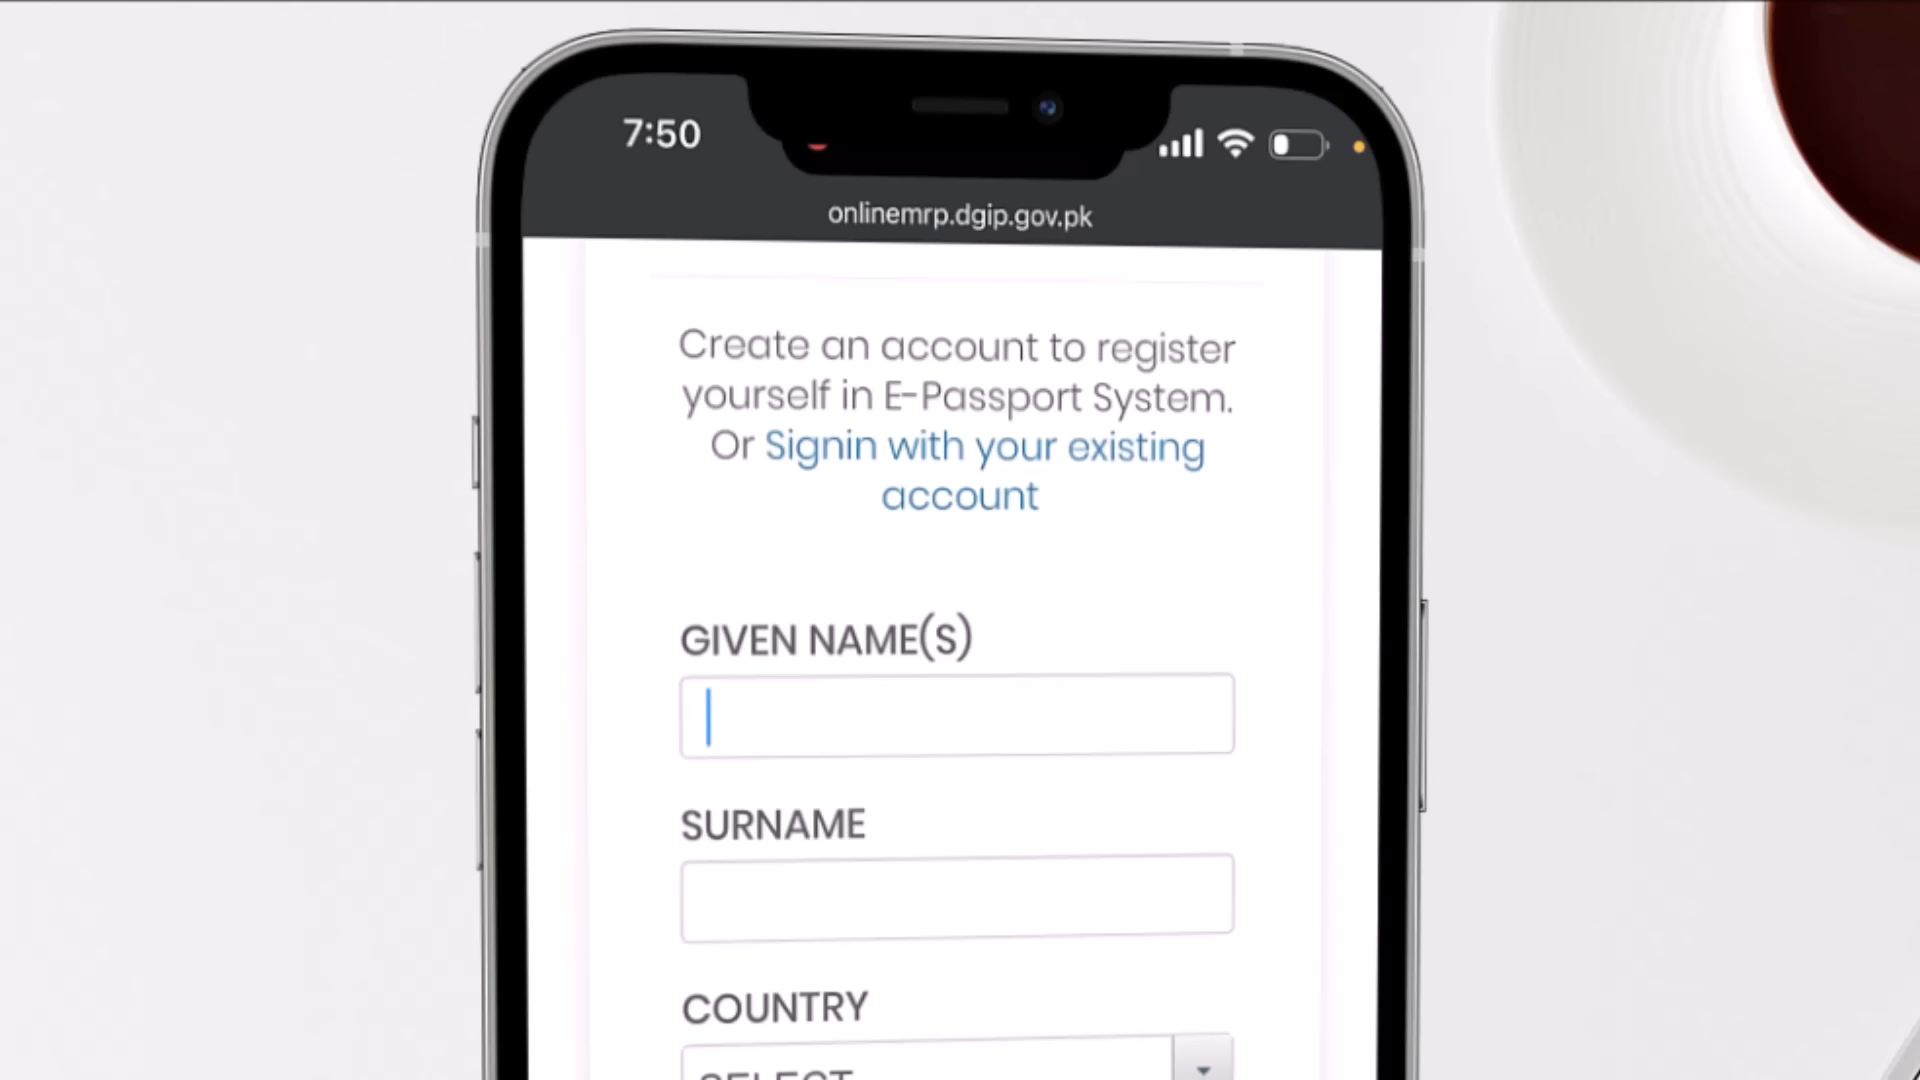 7:50
onlinemrp.dgip.gov.pk
Create an account to register
yourself in E-Passport System.
Or Signin with your existing
account
GIVEN NAME(S)
SURNAME
COUNTRY
SELECT